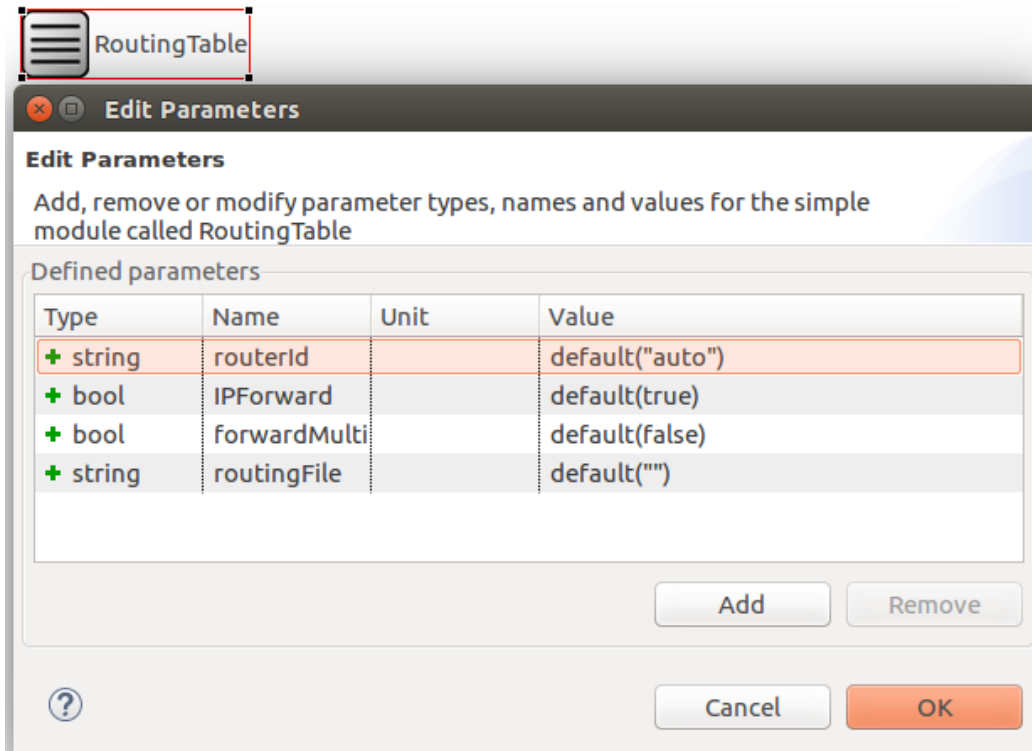 RoutingTable
Edit Parameters
Edit Parameters
Add, remove or modify parameter types, names and values for the simple
module called RoutingTable
Defined parameters
Type Name Unit Value
+ string routerId default("auto")
+ bool IPForward default(true)
+ bool forwardMulti default(false)
+ string routingFile default("")
Add Remove
? Cancel OK